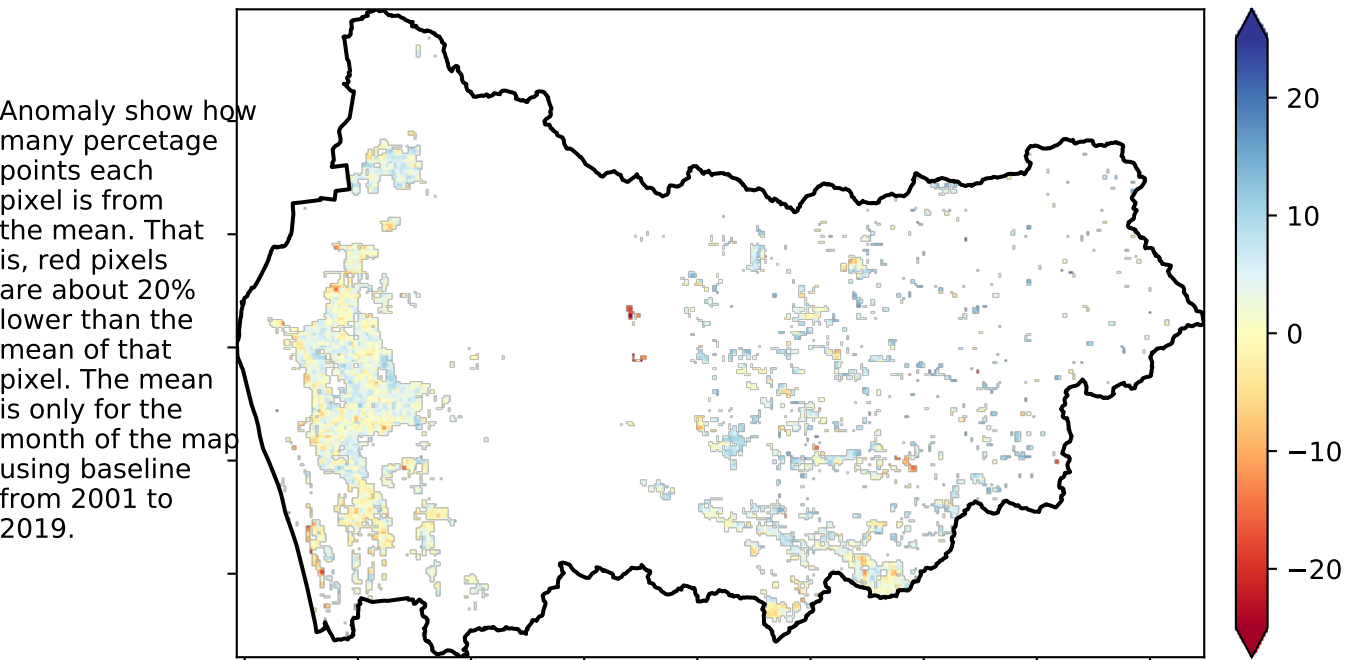 Anomaly show how
many percetage
points each
pixel is from
the mean. That
is, red pixels
are about 20%
lower than the
mean of that
pixel. The mean
is only for the
month of the map
using baseline
from 2001 to
2019.
20
10
0
−10
−20